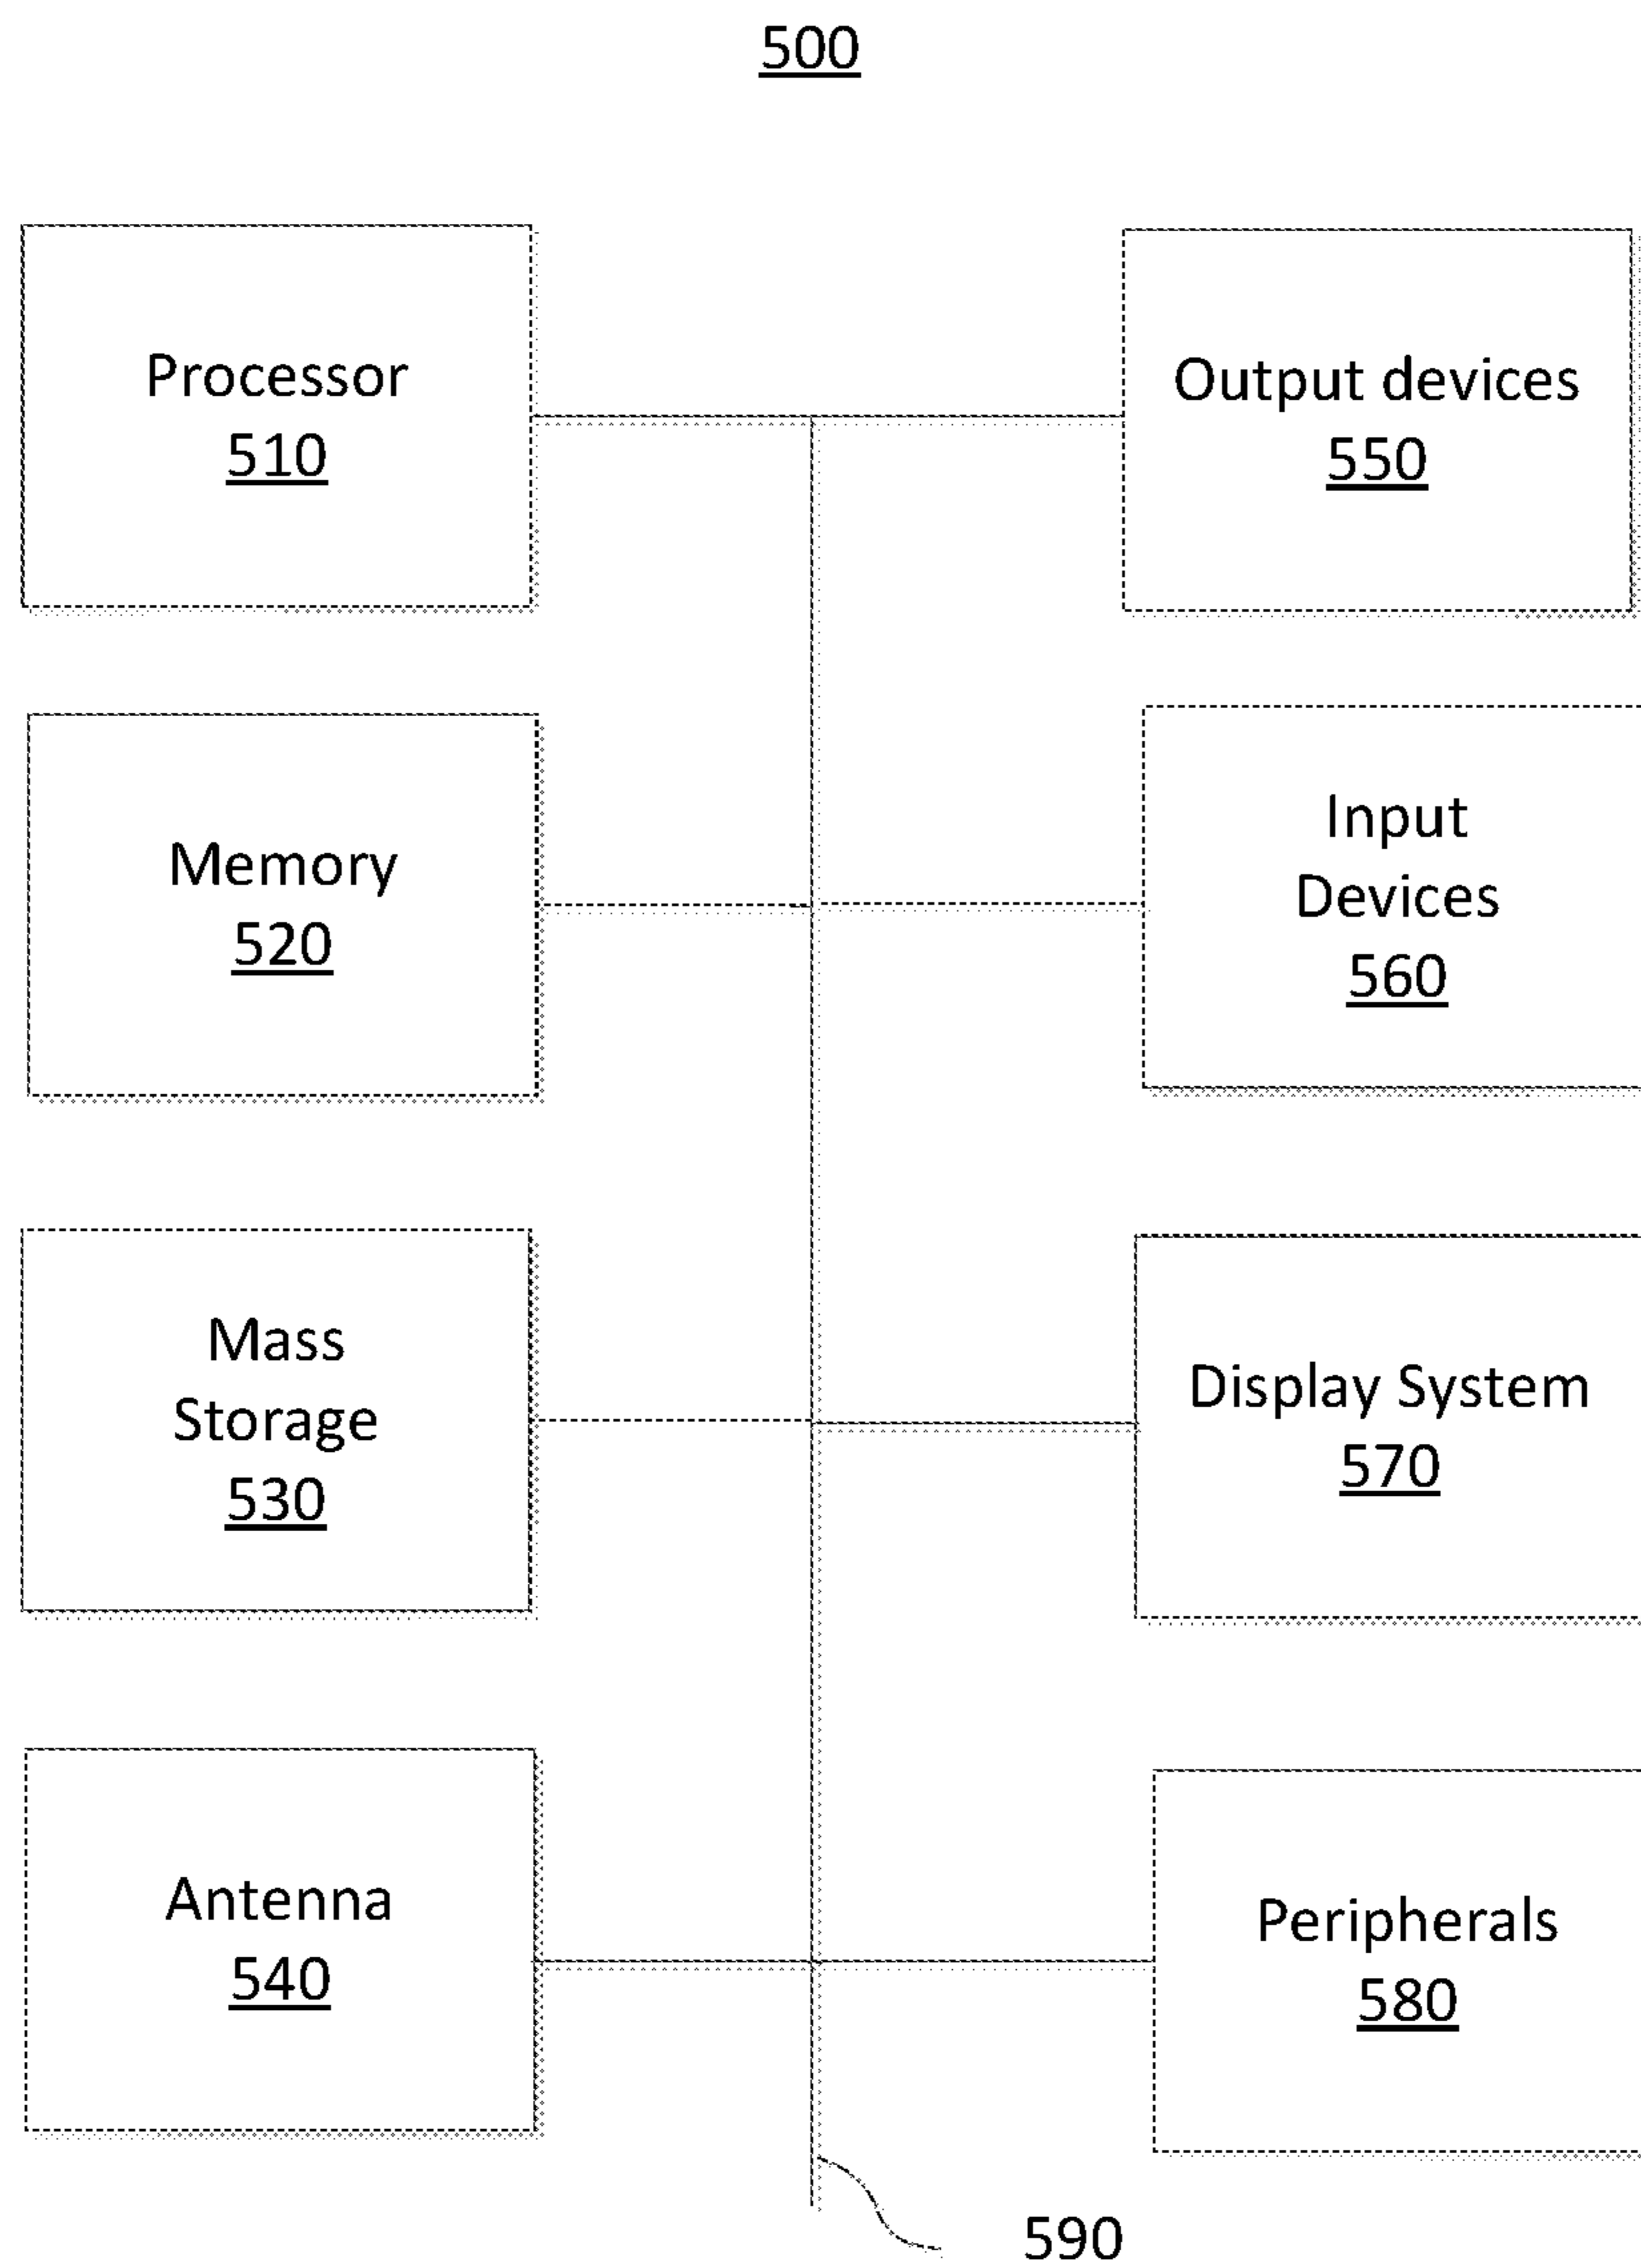 500
Processor
510
Output devices
550
Memory
520
Input
Devices
560
Mass
Storage
530
Display System
570
Antenna
540
Peripherals
580
590